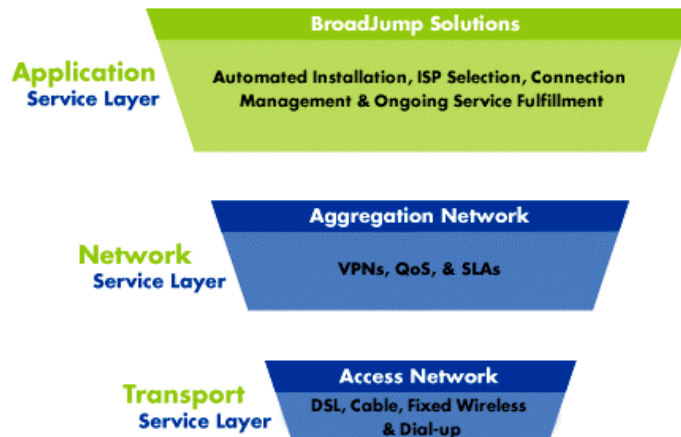 BroadJump Solutions
Application
Service Layer
Automated Installation, ISP Selection, Connection
Management & Ongoing Service Fulfillment
Aggregation Network
Network
Service Layer
VPNs, QoS, & SLAs
Access Network
Transport
Service Layer
DSL, Cable, Fixed Wireless
& Dial-up